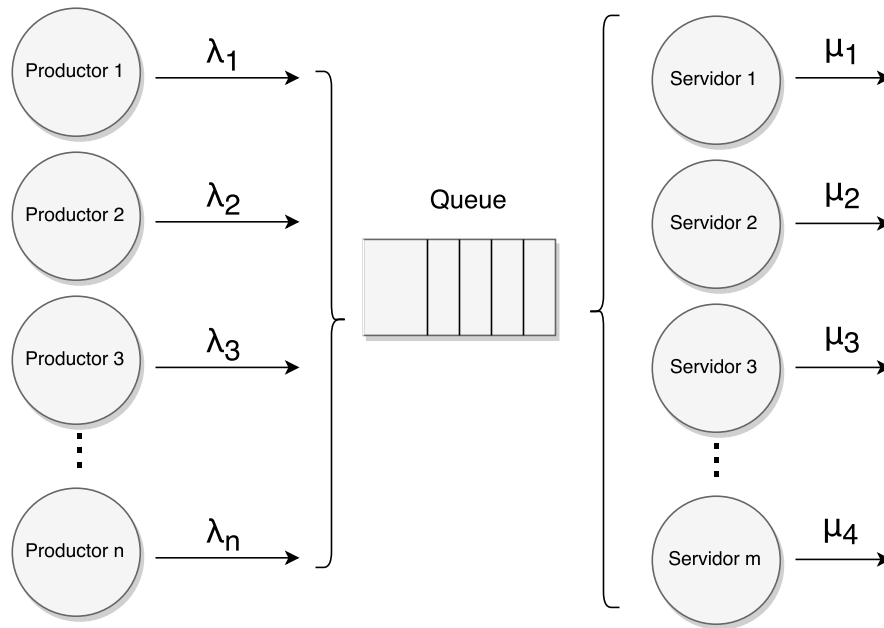 Productor 1
λ1
Productor 2
λ2
Productor 3
λ3
Productor n
λn
Queue
Servidor 1
μ1
Servidor 2
μ2
Servidor 3
μ3
Servidor m
μ4